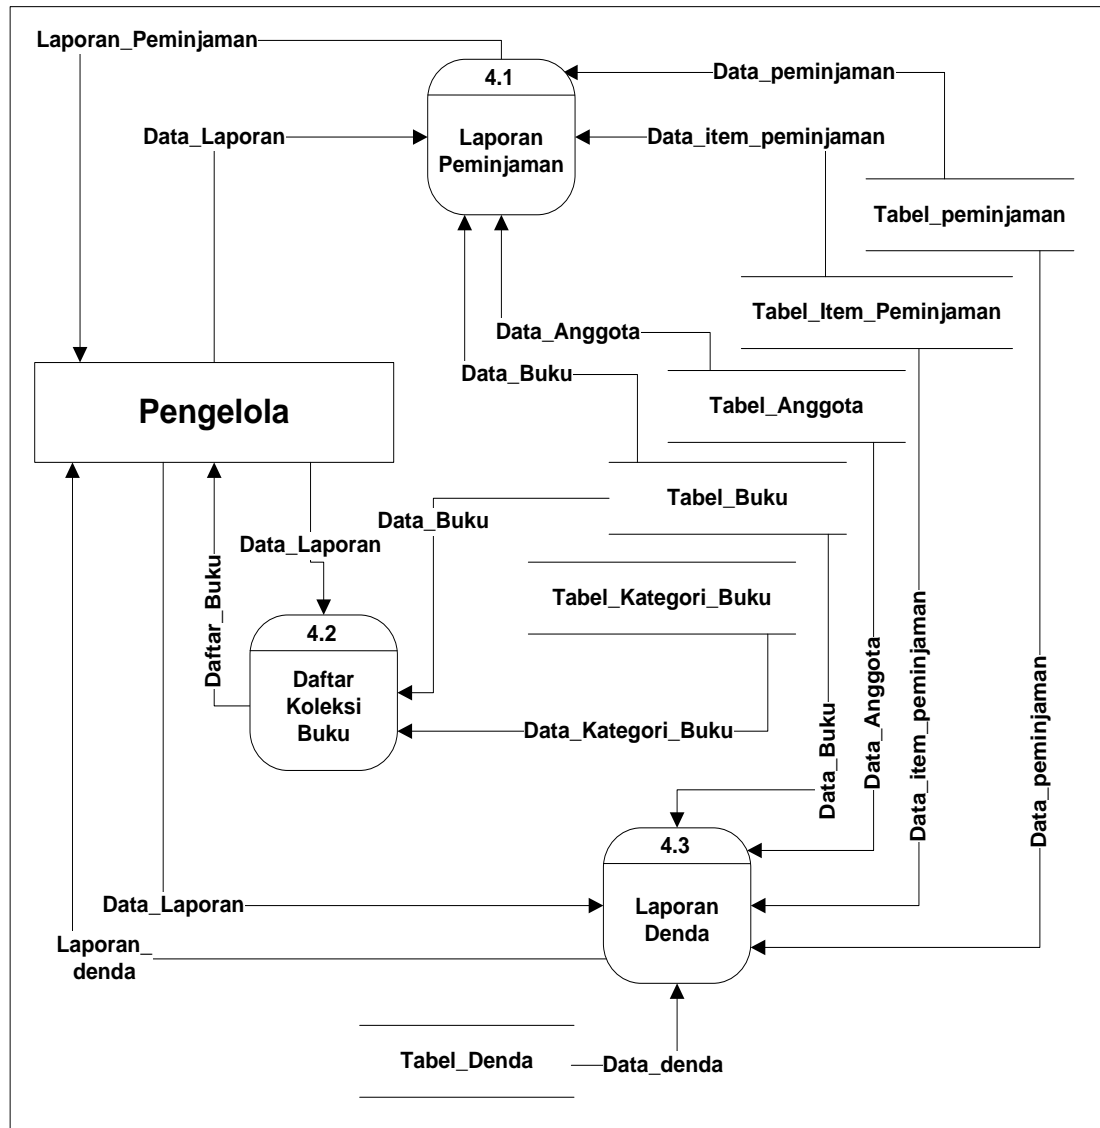 Laporan_Peminjaman
4.1
Data_peminjaman
Data_Laporan
Laporan
Peminjaman
Data_item_peminjaman
Tabel_peminjaman
Tabel_Item_Peminjaman
Data_Anggota
Data_Buku
Pengelola
Tabel_Anggota
Tabel_Buku
Data_Buku
Data_Laporan
Daftar_Buku
Tabel_Kategori_Buku
4.2
Daftar
Koleksi
Buku
Data_Kategori_Buku
Data_Buku
Data_Anggota
Data_item_peminjaman
Data_peminjaman
4.3
Laporan
Denda
Data_Laporan
Laporan_
denda
Tabel_Denda
Data_denda